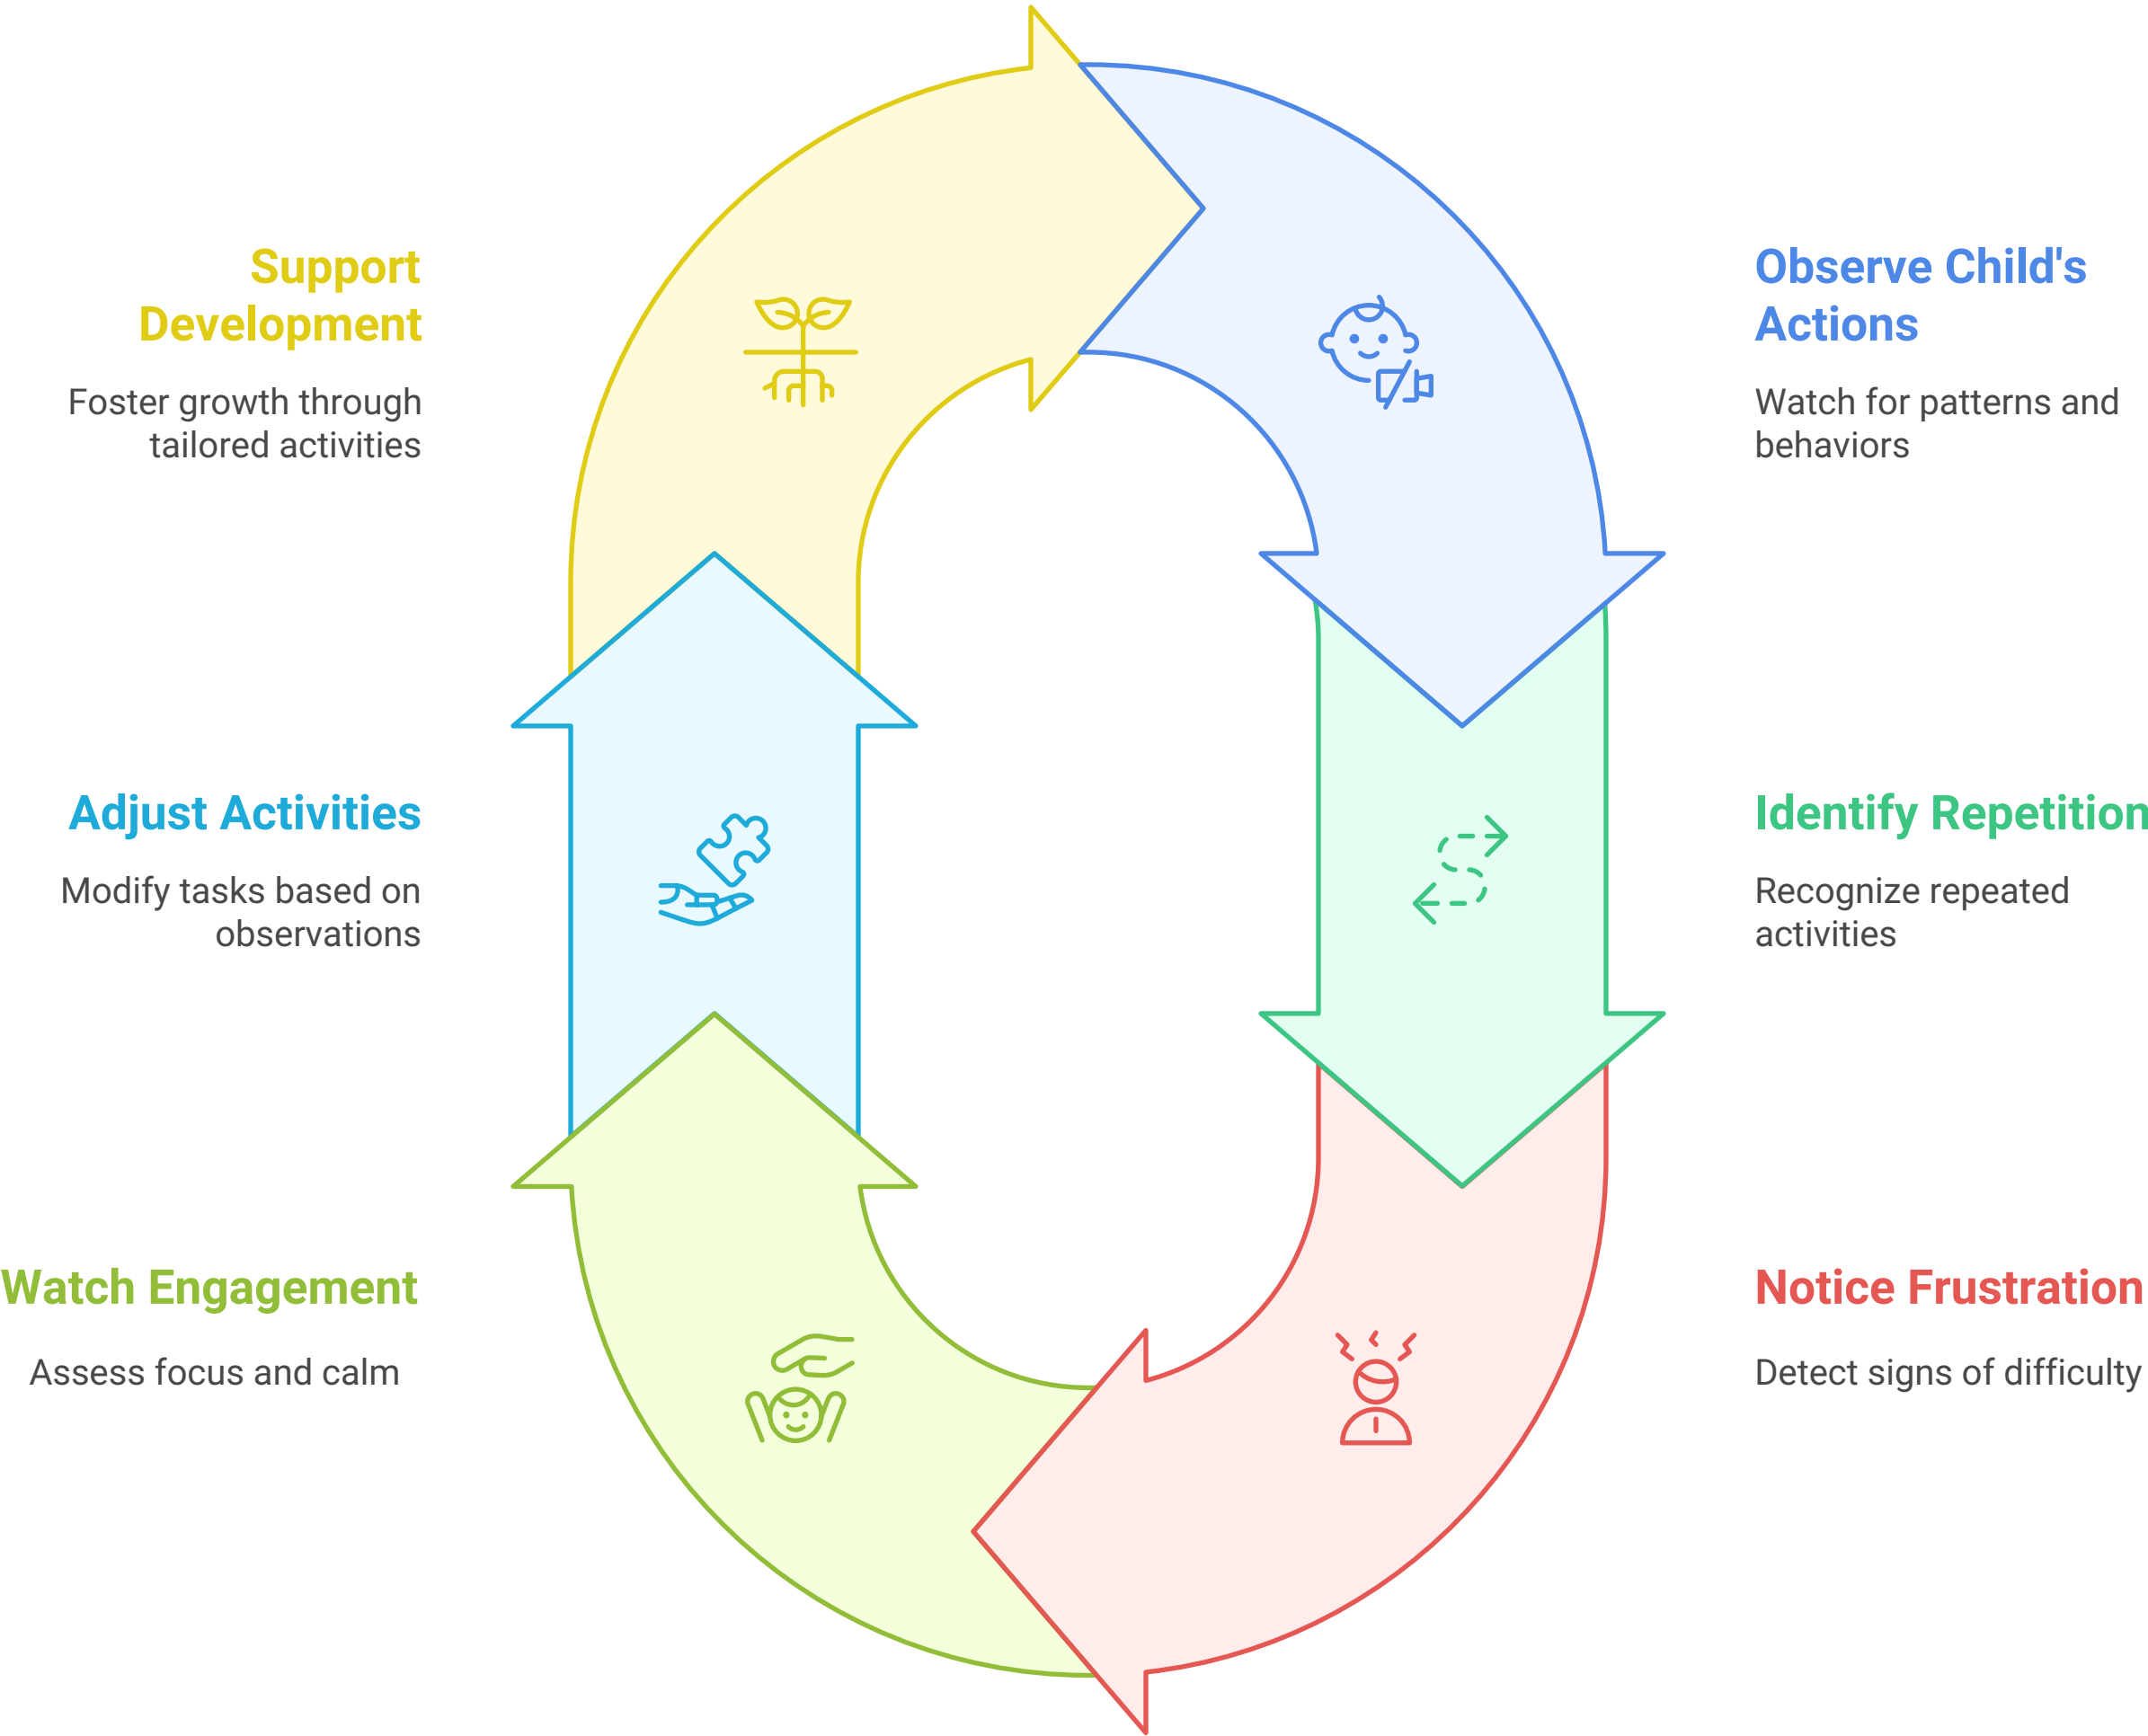 Support
Development
Foster growth through
tailored activities
Observe Child's
Actions
Watch for patterns and
behaviors
Adjust Activities
Modify tasks based on
observations
Identify Repetition
Recognize repeated
activities
Watch Engagement
Assess focus and calm
Notice Frustration
Detect signs of difficulty